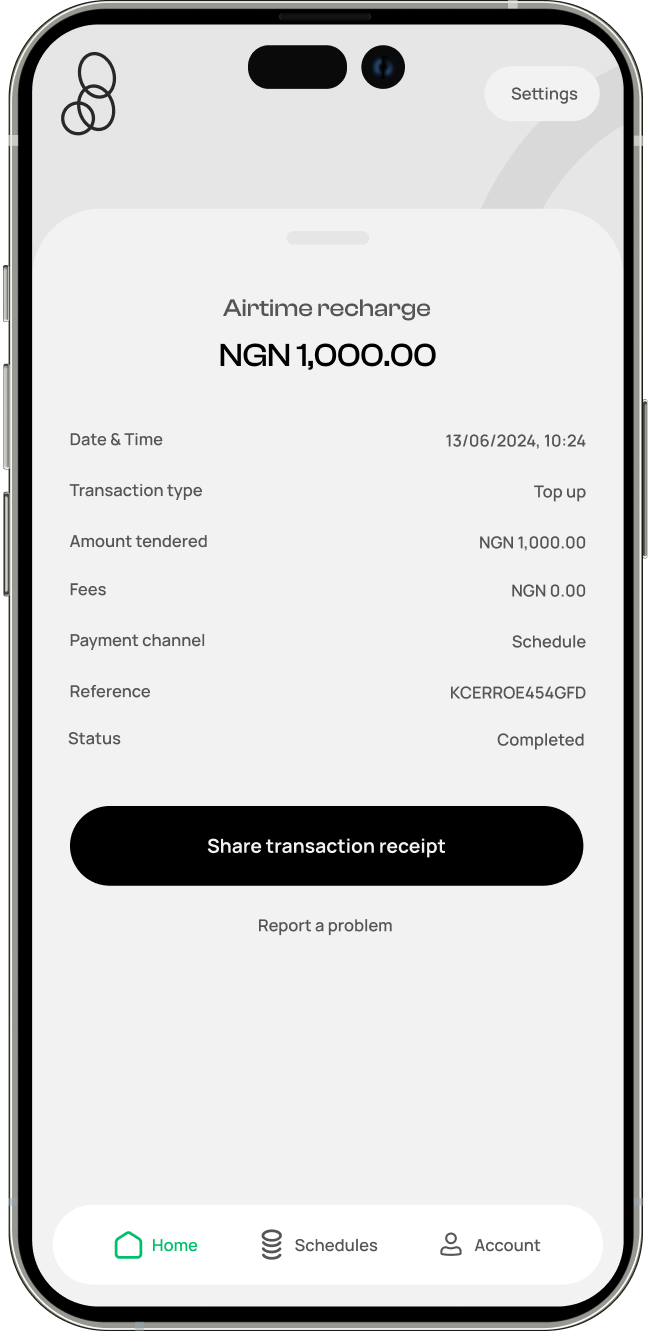 Settings
Airtime recharge
NGN 1,000.00
Date & Time 13/06/2024, 10:24
Transaction type Top up
Amount tendered NGN 1,000.00
Fees NGN 0.00
Payment channel Schedule
Reference KCERROE454GFD
Status Completed
Share transaction receipt
Report a problem
Home Schedules Account